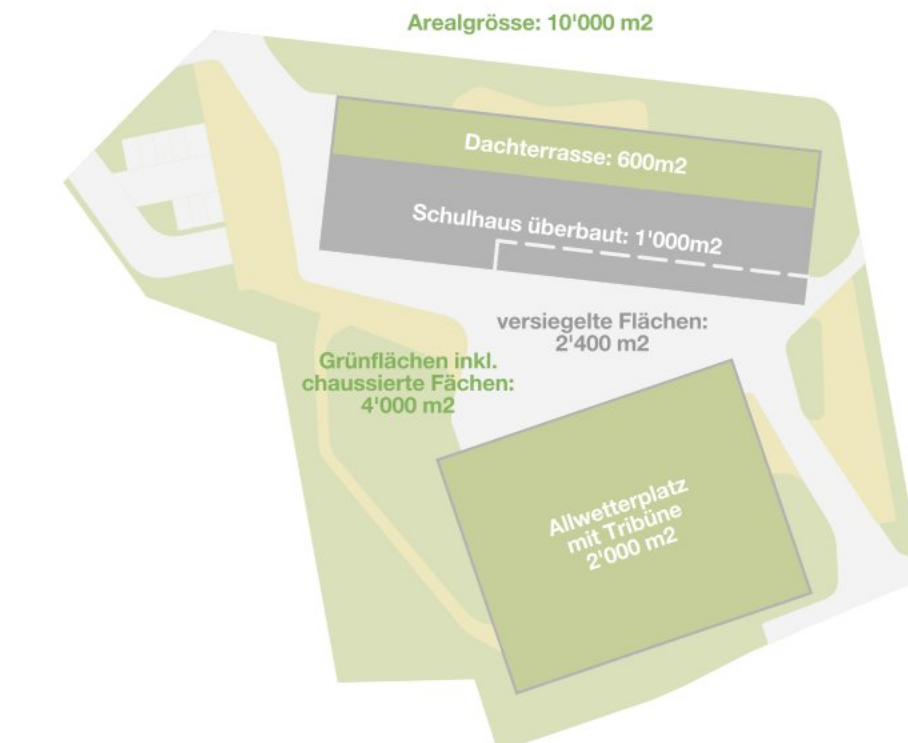 Arealgrösse: 10'000 m2
Dachterrasse: 600m2
Schulhaus überbaut: 1'000m2
versiegelte Flächen:
2'400 m2
Grünflächen inkl.
chaussierte Fächen:
4'000 m2
Allwetterplatz
mit Tribüne
2'000 m2